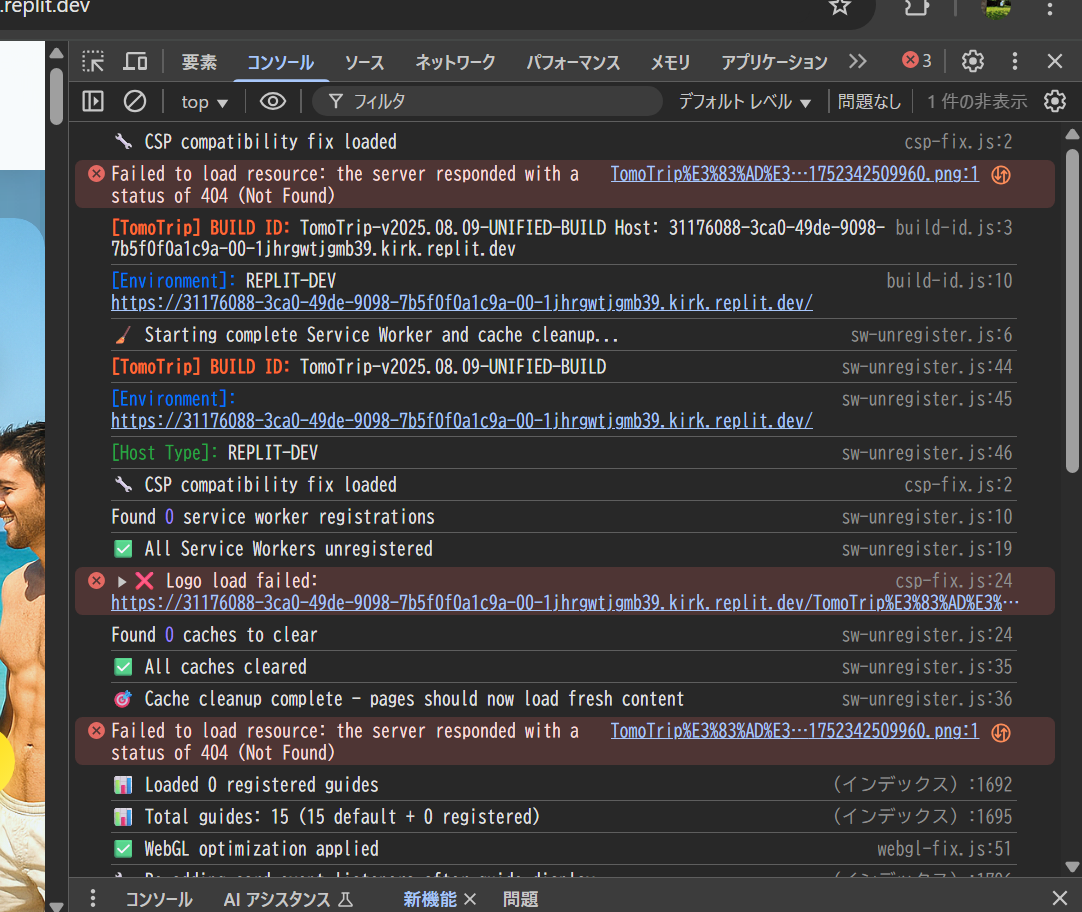 .replit.dev
要素 コンソール ソース ネットワーク パフォーマンス メモリ アプリケーション 3
top フィルタ デフォルト レベル 問題なし 1 件の非表示
CSP compatibility fix loaded csp-fix.js:2
Failed to load resource: the server responded with a TomoTrip%E3%83%AD%E3…1752342509960.png:1
status of 404 (Not Found)
[TomoTrip] BUILD ID: TomoTrip-v2025.08.09-UNIFIED-BUILD Host: 31176088-3ca0-49de-9098- build-id.js:3
7b5f0f0a1c9a-00-1jhrgwtjgmb39.kirk.replit.dev
[Environment]: REPLIT-DEV build-id.js:10
https://31176088-3ca0-49de-9098-7b5f0f0a1c9a-00-1jhrgwtjgmb39.kirk.replit.dev/
Starting complete Service Worker and cache cleanup... sw-unregister.js:6
[TomoTrip] BUILD ID: TomoTrip-v2025.08.09-UNIFIED-BUILD sw-unregister.js:44
[Environment]: sw-unregister.js:45
https://31176088-3ca0-49de-9098-7b5f0f0a1c9a-00-1jhrgwtjgmb39.kirk.replit.dev/
[Host Type]: REPLIT-DEV sw-unregister.js:46
CSP compatibility fix loaded csp-fix.js:2
Found 0 service worker registrations sw-unregister.js:10
All Service Workers unregistered sw-unregister.js:19
Logo load failed: csp-fix.js:24
https://31176088-3ca0-49de-9098-7b5f0f0a1c9a-00-1jhrgwtjgmb39.kirk.replit.dev/TomoTrip%E3%83%AD%E3%…
Found 0 caches to clear sw-unregister.js:24
All caches cleared sw-unregister.js:35
Cache cleanup complete - pages should now load fresh content sw-unregister.js:36
Failed to load resource: the server responded with a TomoTrip%E3%83%AD%E3…1752342509960.png:1
status of 404 (Not Found)
Loaded 0 registered guides （インデックス）:1692
Total guides: 15 (15 default + 0 registered) （インデックス）:1695
WebGL optimization applied webgl-fix.js:51
コンソール AI アシスタンス 新機能 問題